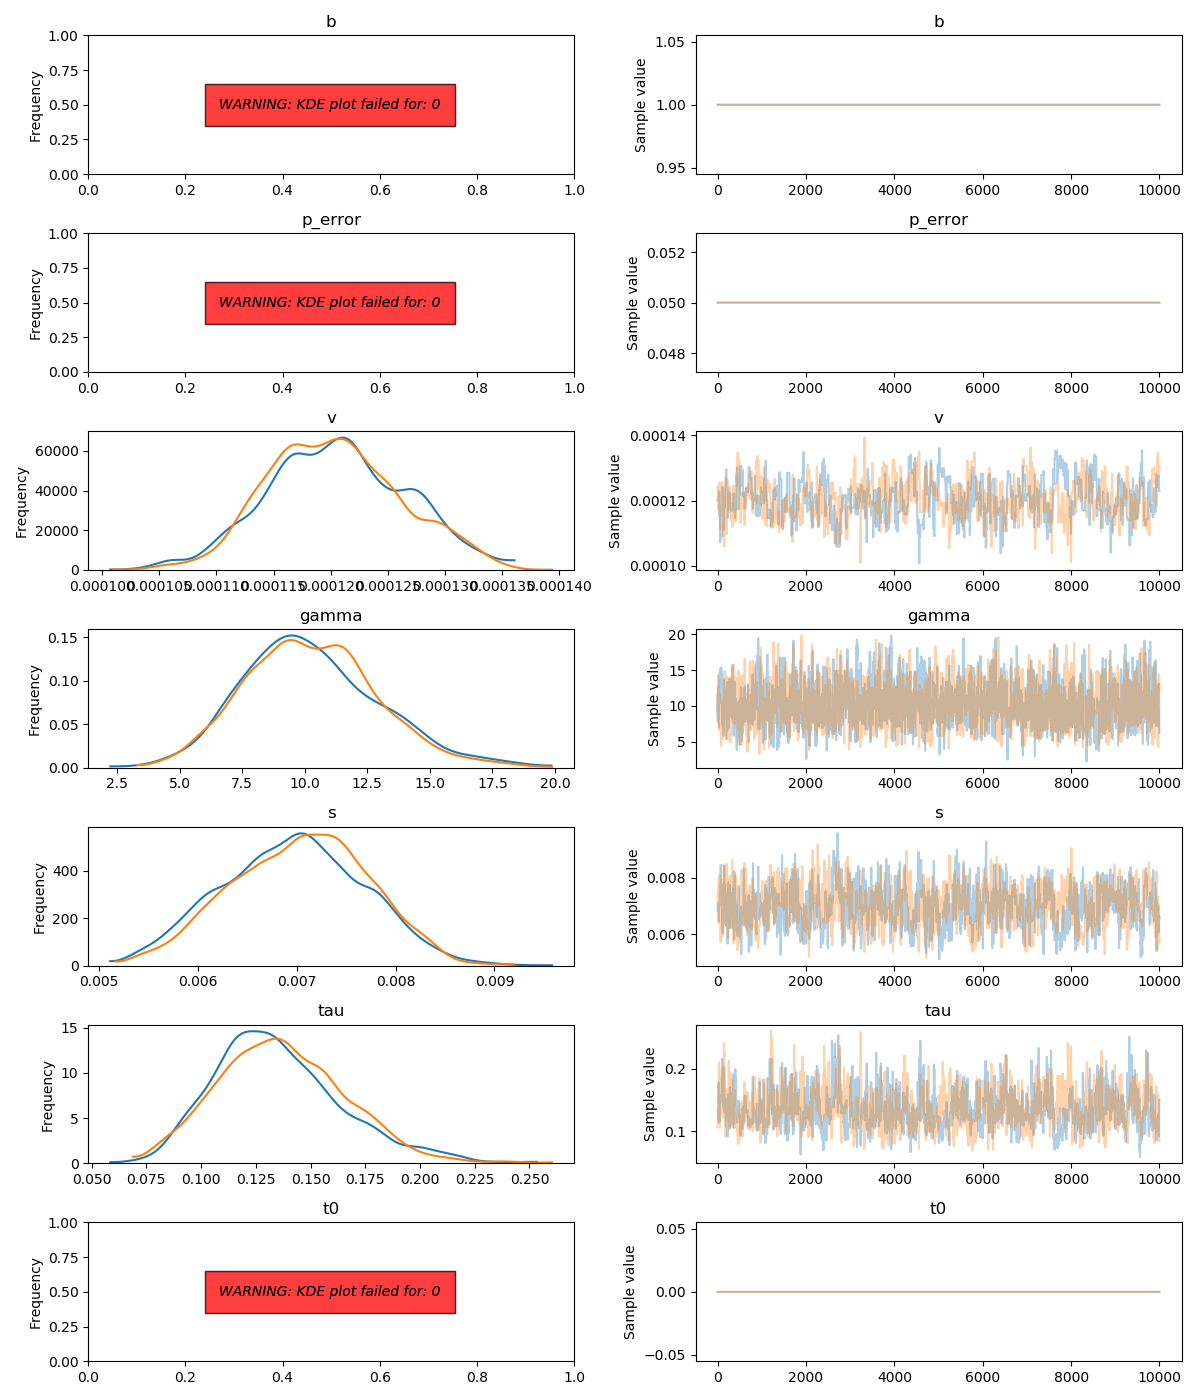 b
b
Frequency
1.00
0.75
0.50
0.25
0.00
WARNING: KDE plot failed for: 0
0.0 0.2 0.4 0.6 0.8 1.0
Sample value
1.05
1.00
0.95
0 2000 4000 6000 8000 10000
p_error
p_error
Frequency
1.00
0.75
0.50
0.25
0.00
WARNING: KDE plot failed for: 0
0.0 0.2 0.4 0.6 0.8 1.0
Sample value
0.052
0.050
0.048
0 2000 4000 6000 8000 10000
v
v
Frequency
60000
40000
20000
0
0.000100 0.000105 0.000110 0.000115 0.000120 0.000125 0.000130 0.000135 0.000140
Sample value
0.00014
0.00012
0.00010
0 2000 4000 6000 8000 10000
gamma
gamma
Frequency
0.15
0.10
0.05
0.00
2.5 5.0 7.5 10.0 12.5 15.0 17.5 20.0
Sample value
20
15
10
5
0 2000 4000 6000 8000 10000
s
s
Frequency
400
200
0
0.005 0.006 0.007 0.008 0.009
Sample value
0.008
0.006
0 2000 4000 6000 8000 10000
tau
tau
Frequency
15
10
5
0
0.050 0.075 0.100 0.125 0.150 0.175 0.200 0.225 0.250
Sample value
0.2
0.1
0 2000 4000 6000 8000 10000
t0
t0
Frequency
1.00
0.75
0.50
0.25
0.00
WARNING: KDE plot failed for: 0
0.0 0.2 0.4 0.6 0.8 1.0
Sample value
0.05
0.00
−0.05
0 2000 4000 6000 8000 10000